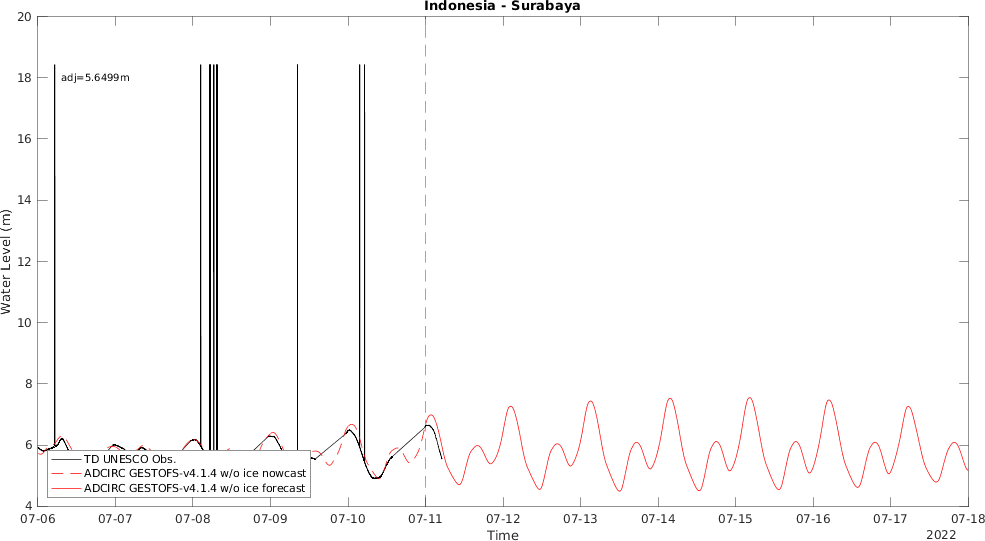 Indonesia - Surabaya
20
18
16
14
12
10
8
6
4
Water Level (m)
adj=5.6499m
TD UNESCO Obs.
ADCIRC GESTOFS-v4.1.4 w/o ice nowcast
ADCIRC GESTOFS-v4.1.4 w/o ice forecast
07-06 07-07 07-08 07-09 07-10 07-11 07-12 07-13 07-14 07-15 07-16 07-17 07-18
Time
2022